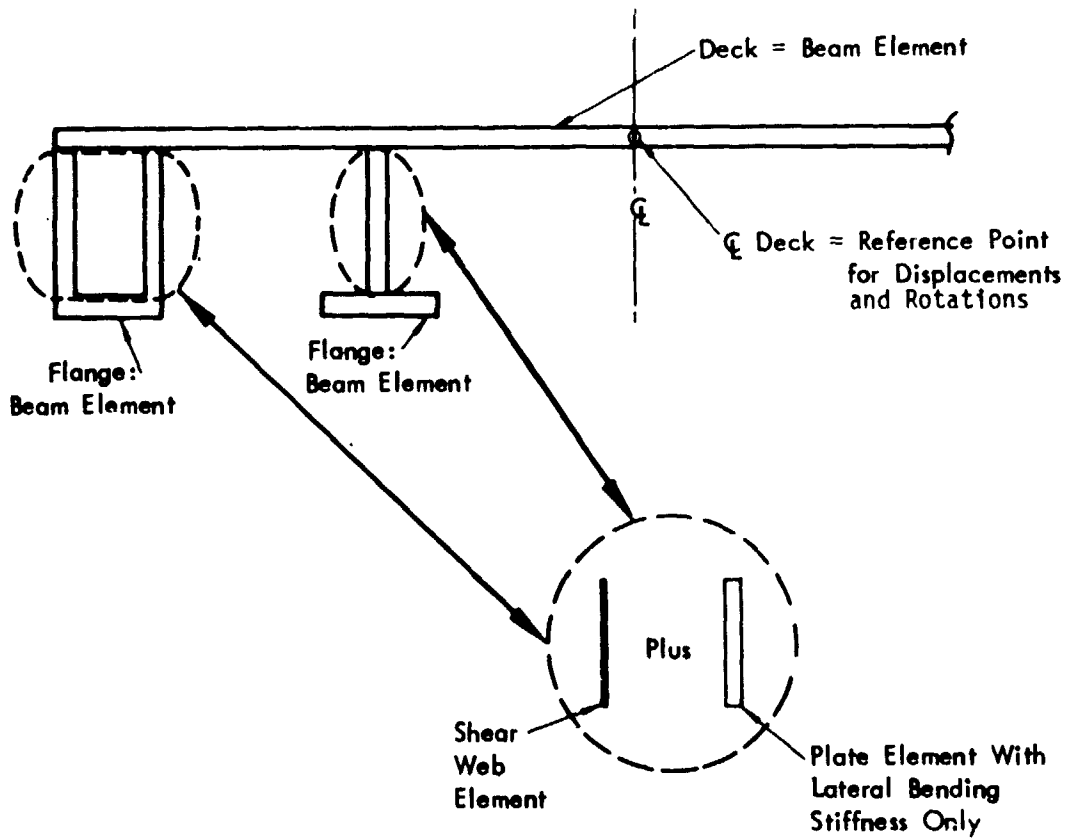 Deck = Beam Element
℄
℄ Deck = Reference Point
for Displacements
and Rotations
Flange:
Beam Element
Flange:
Beam Element
Plus
Shear
Web
Element
Plate Element With
Lateral Bending
Stiffness Only